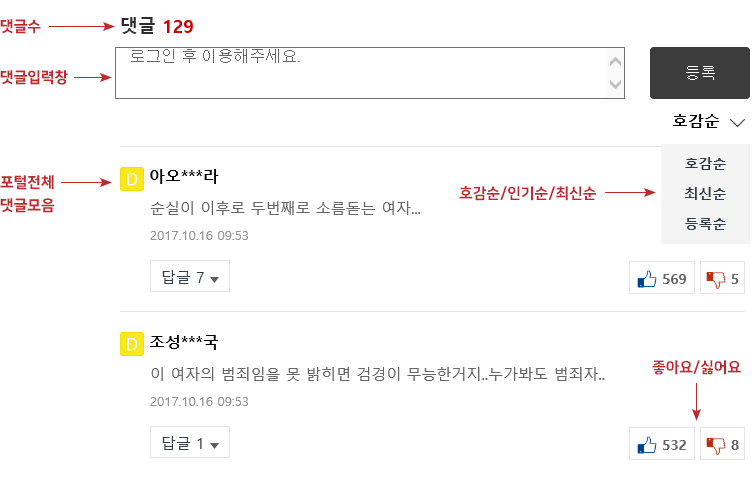 댓글수
댓글 129
로그인 후 이용해주세요.
댓글입력창
등록
호감순
호감순
최신순
등록순
호감순/인기순/최신순
포털전체
댓글모음
D 아오***라
순실이 이후로 두번째로 소름돋는 여자...
2017.10.16 09:53
답글 7
569
5
D 조성***국
이 여자의 범죄임을 못 밝히면 검경이 무능한거지..누가봐도 범죄자..
2017.10.16 09:53
좋아요/싫어요
답글 1
532
8